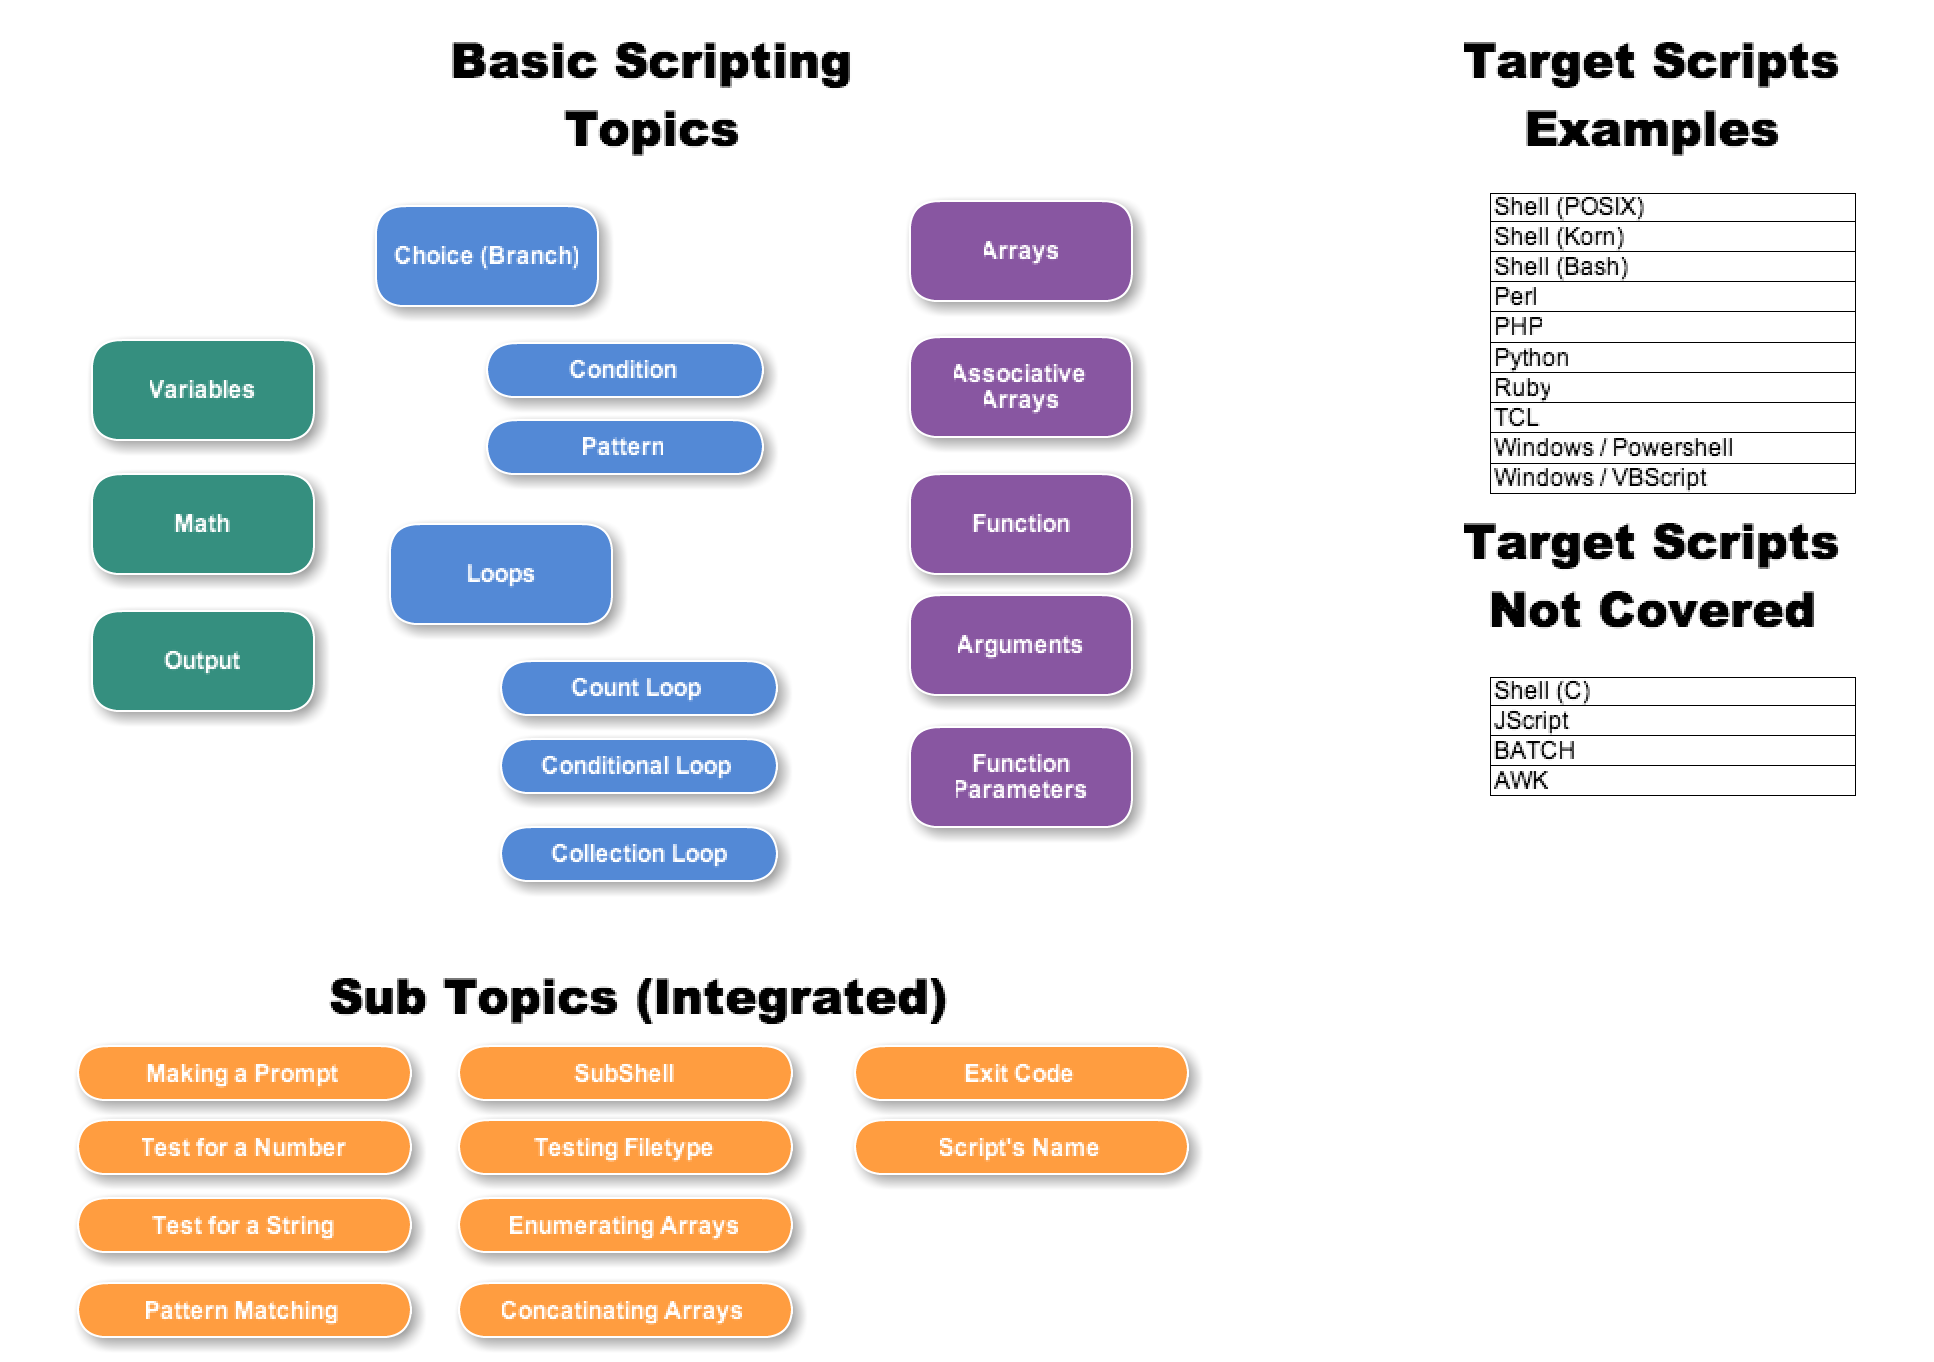 Basic Scripting
Topics
Choice (Branch)
Condition
Pattern
Variables
Math
Output
Loops
Count Loop
Conditional Loop
Collection Loop
Arrays
Associative
Arrays
Function
Arguments
Function
Parameters
Target Scripts
Examples
Shell (POSIX)
Shell (Korn)
Shell (Bash)
Perl
PHP
Python
Ruby
TCL
Windows / Powershell
Windows / VBScript
Target Scripts
Not Covered
Shell (C)
JScript
BATCH
AWK
Sub Topics (Integrated)
Making a Prompt
Test for a Number
Test for a String
Pattern Matching
SubShell
Testing Filetype
Enumerating Arrays
Concatinating Arrays
Exit Code
Script's Name